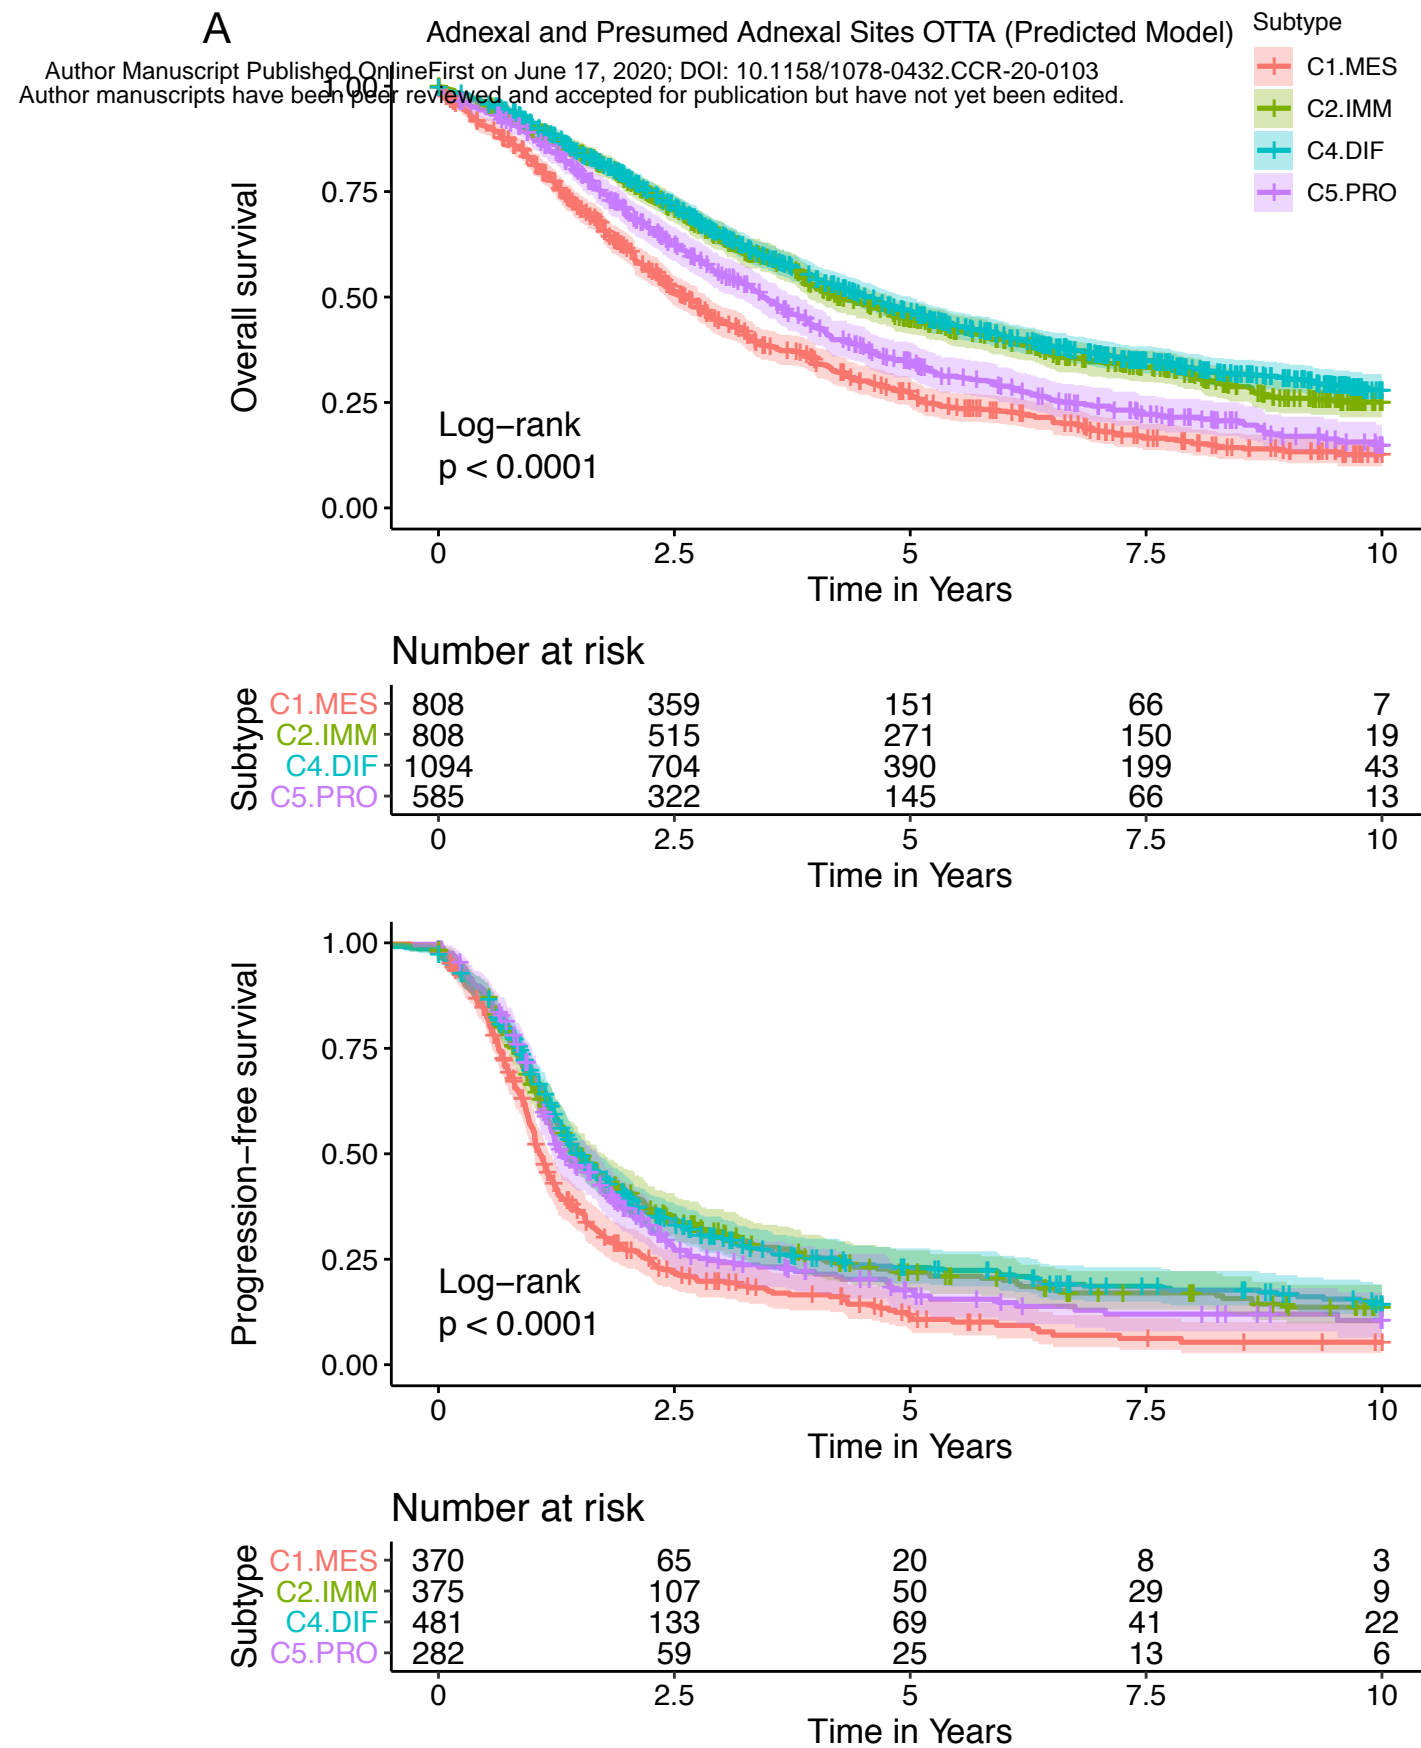 A
Adnexal and Presumed Adnexal Sites OTTA (Predicted Model)
Subtype
C1.MES
C2.IMM
C4.DIF
C5.PRO
Author Manuscript Published OnlineFirst on June 17, 2020; DOI: 10.1158/1078-0432.CCR-20-0103
Author manuscripts have been peer reviewed and accepted for publication but have not yet been edited.
Overall survival
1.00
0.75
0.50
0.25
0.00
Log−rank
p < 0.0001
0 2.5 5 7.5 10
Time in Years
Number at risk
Subtype
C1.MES 808 359 151 66 7
C2.IMM 808 515 271 150 19
C4.DIF 1094 704 390 199 43
C5.PRO 585 322 145 66 13
0 2.5 5 7.5 10
Time in Years
Progression−free survival
1.00
0.75
0.50
0.25
0.00
Log−rank
p < 0.0001
0 2.5 5 7.5 10
Time in Years
Number at risk
Subtype
C1.MES 370 65 20 8 3
C2.IMM 375 107 50 29 9
C4.DIF 481 133 69 41 22
C5.PRO 282 59 25 13 6
0 2.5 5 7.5 10
Time in Years